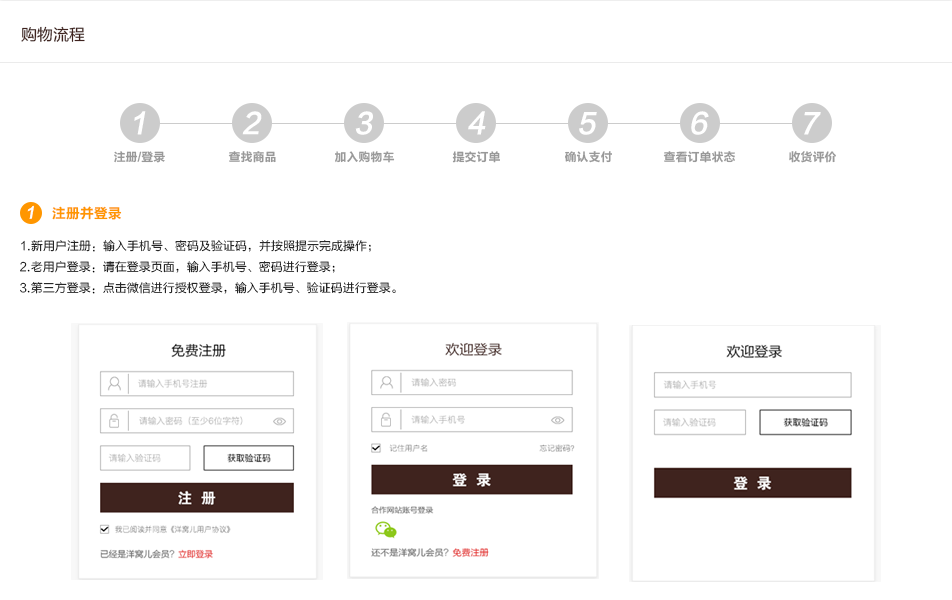 购物流程
1 2 3 4 5 6 7
注册/登录 查找商品 加入购物车 提交订单 确认支付 查看订单状态 收货评价
1 注册并登录
1.新用户注册：输入手机号、密码及验证码，并按照提示完成操作；
2.老用户登录：请在登录页面，输入手机号、密码进行登录；
3.第三方登录：点击微信进行授权登录，输入手机号、验证码进行登录。
免费注册
请输入手机号注册
请输入密码（至少6位字符）
请输入验证码 获取验证码
注 册
我已阅读并同意《洋窝儿用户协议》
已经是洋窝儿会员？立即登录
欢迎登录
请输入密码
请输入手机号
记住用户名 忘记密码?
登 录
合作网站账号登录
还不是洋窝儿会员？免费注册
欢迎登录
请输入手机号
请输入验证码 获取验证码
登 录